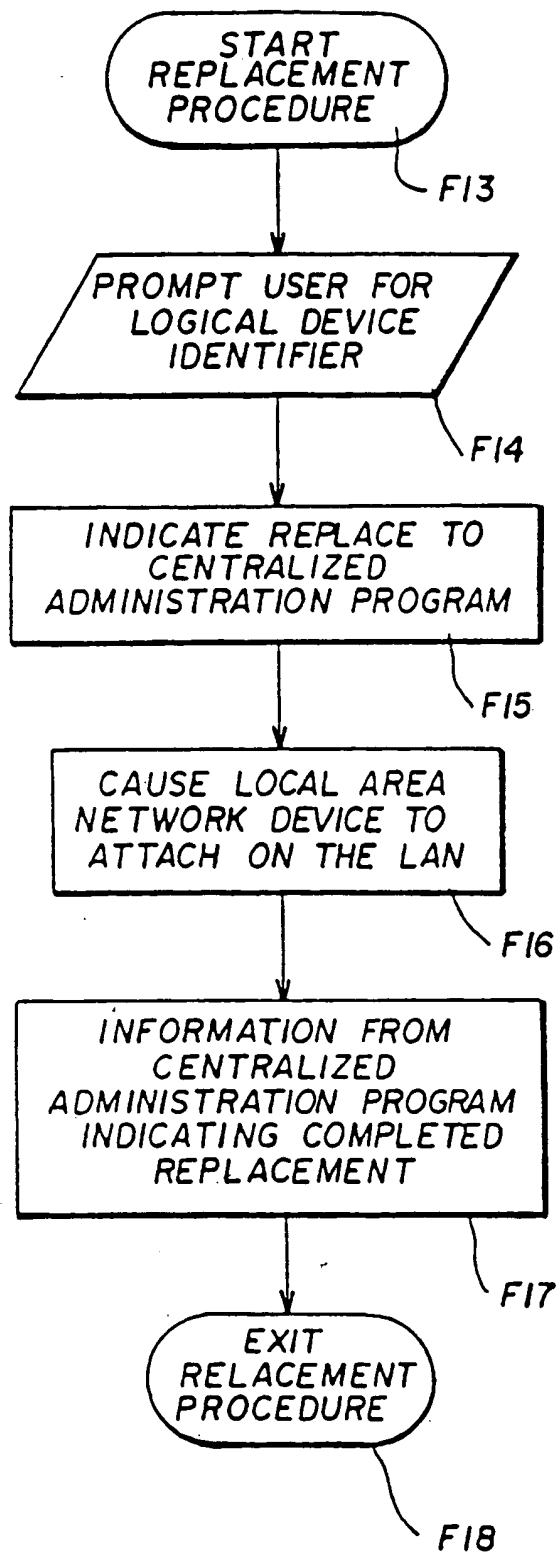 START
REPLACEMENT
PROCEDURE
F13
PROMPT USER FOR
LOGICAL DEVICE
IDENTIFIER
F14
INDICATE REPLACE TO
CENTRALIZED
ADMINISTRATION PROGRAM
F15
CAUSE LOCAL AREA
NETWORK DEVICE TO
ATTACH ON THE LAN
F16
INFORMATION FROM
CENTRALIZED
ADMINISTRATION PROGRAM
INDICATING COMPLETED
REPLACEMENT
F17
EXIT
RELACEMENT
PROCEDURE
F18